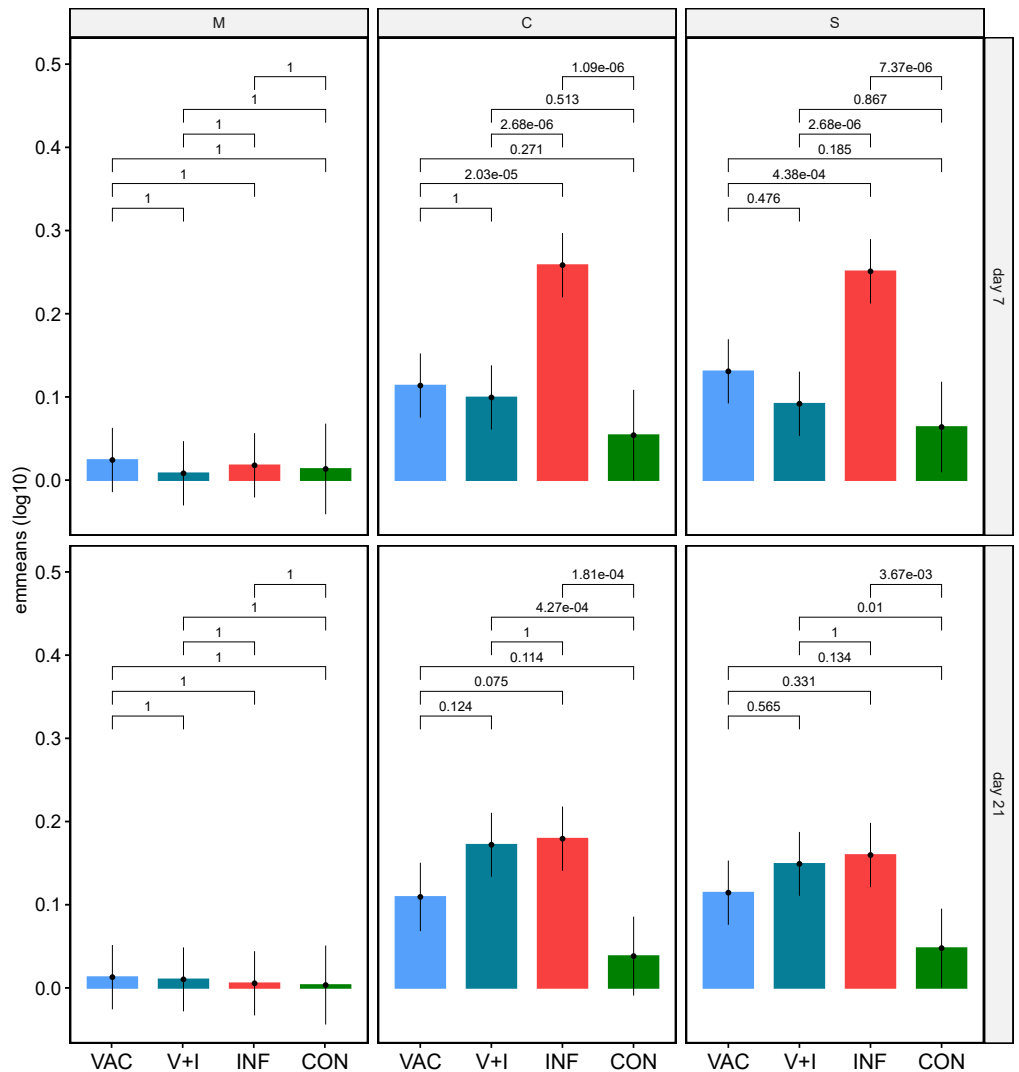 M C S
0.5
0.4
0.3
0.2
0.1
0.0
1 1.09e-06 7.37e-06
1 0.513 0.867
1 2.68e-06 2.68e-06
1 0.271 0.185
1 2.03e-05 4.38e-04
1 1 0.476
day 7
emmeans (log10)
0.5
0.4
0.3
0.2
0.1
0.0
1 1.81e-04 3.67e-03
1 4.27e-04 0.01
1 1 1
1 0.114 0.134
1 0.075 0.331
1 0.124 0.565
day 21
VAC V+I INF CON VAC V+I INF CON VAC V+I INF CON